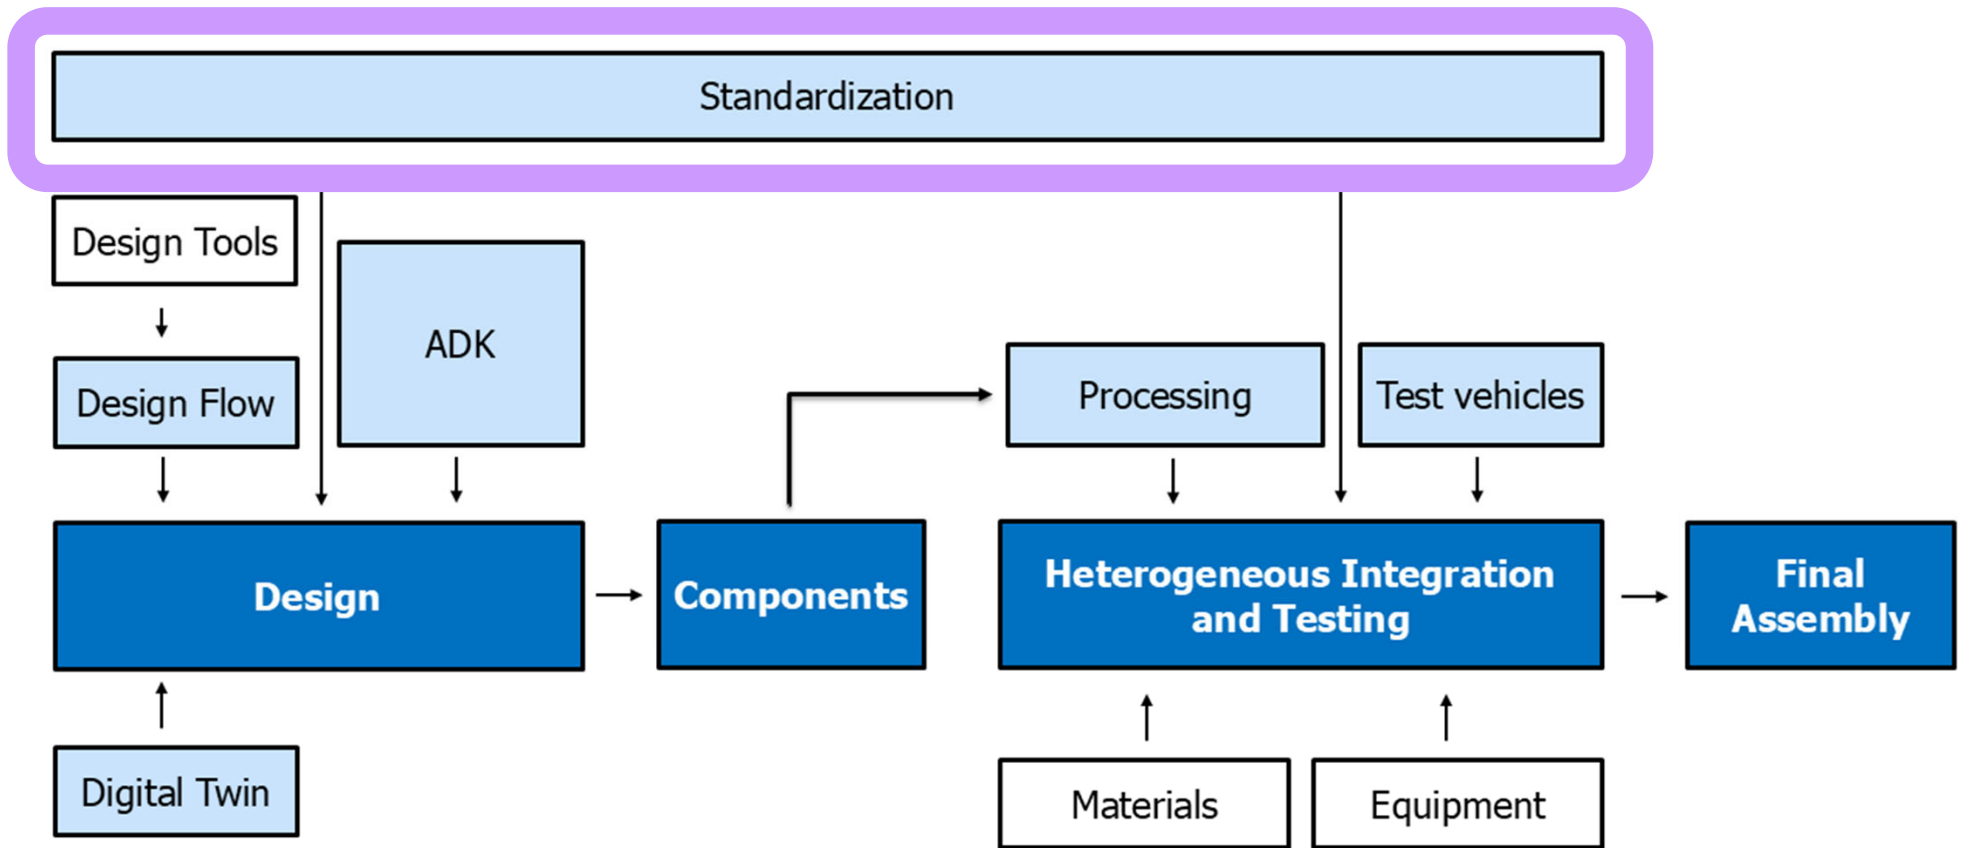 Standardization
Design Tools
ADK
Design Flow
Processing
Test vehicles
Design
Components
Heterogeneous Integration
and Testing
Final
Assembly
Digital Twin
Materials
Equipment